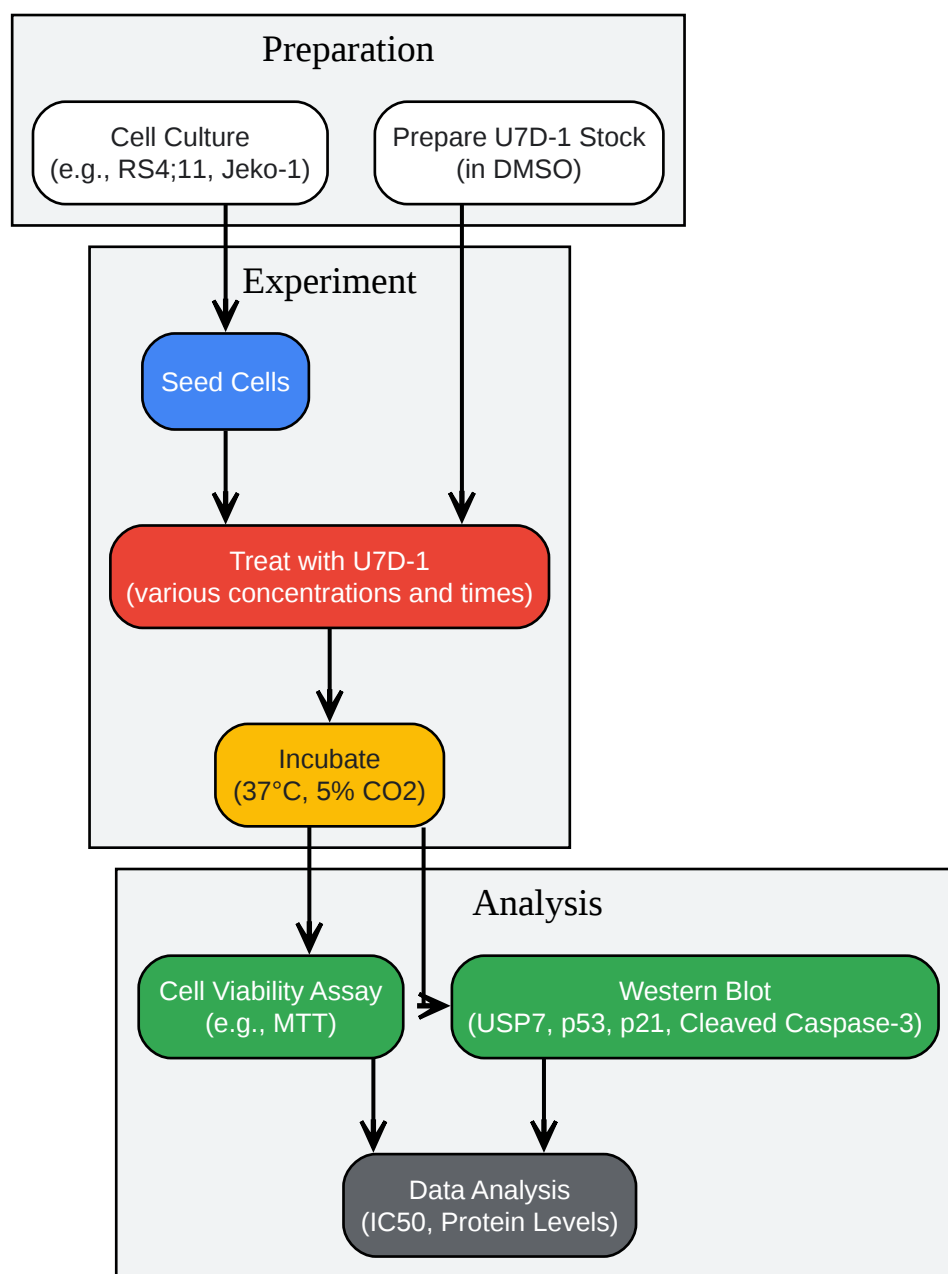 Preparation
Cell Culture
(e.g., RS4;11, Jeko-1)
Prepare U7D-1 Stock
(in DMSO)
Experiment
Seed Cells
Treat with U7D-1
(various concentrations and times)
Incubate
(37°C, 5% CO2)
Analysis
Cell Viability Assay
(e.g., MTT)
Western Blot
(USP7, p53, p21, Cleaved Caspase-3)
Data Analysis
(IC50, Protein Levels)